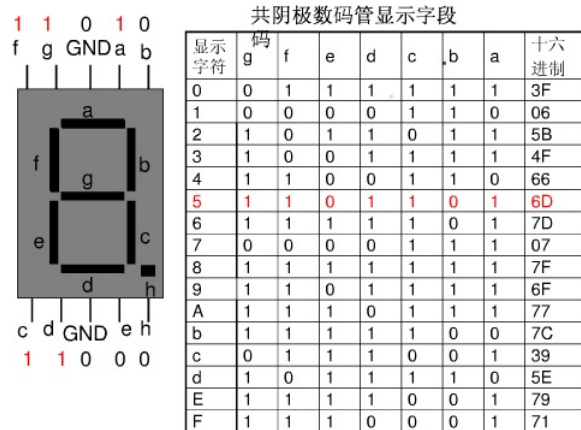 1 1 0 1 0
f g GND a b
a
f b
g
e c
d
h
c d GND e h
1 1 0 0 0
共阴极数码管显示字段码
显示字符 g f e d c b a 十六进制
0 0 1 1 1 1 1 1 3F
1 0 0 0 0 1 1 0 06
2 1 0 1 1 0 1 1 5B
3 1 0 0 1 1 1 1 4F
4 1 1 0 0 1 1 0 66
5 1 1 0 1 1 0 1 6D
6 1 1 1 1 1 0 1 7D
7 0 0 0 0 1 1 1 07
8 1 1 1 1 1 1 1 7F
9 1 1 0 1 1 1 1 6F
A 1 1 1 0 1 1 1 77
b 1 1 1 1 1 0 0 7C
c 0 1 1 1 0 0 1 39
d 1 0 1 1 1 1 0 5E
E 1 1 1 1 0 0 1 79
F 1 1 1 0 0 0 1 71